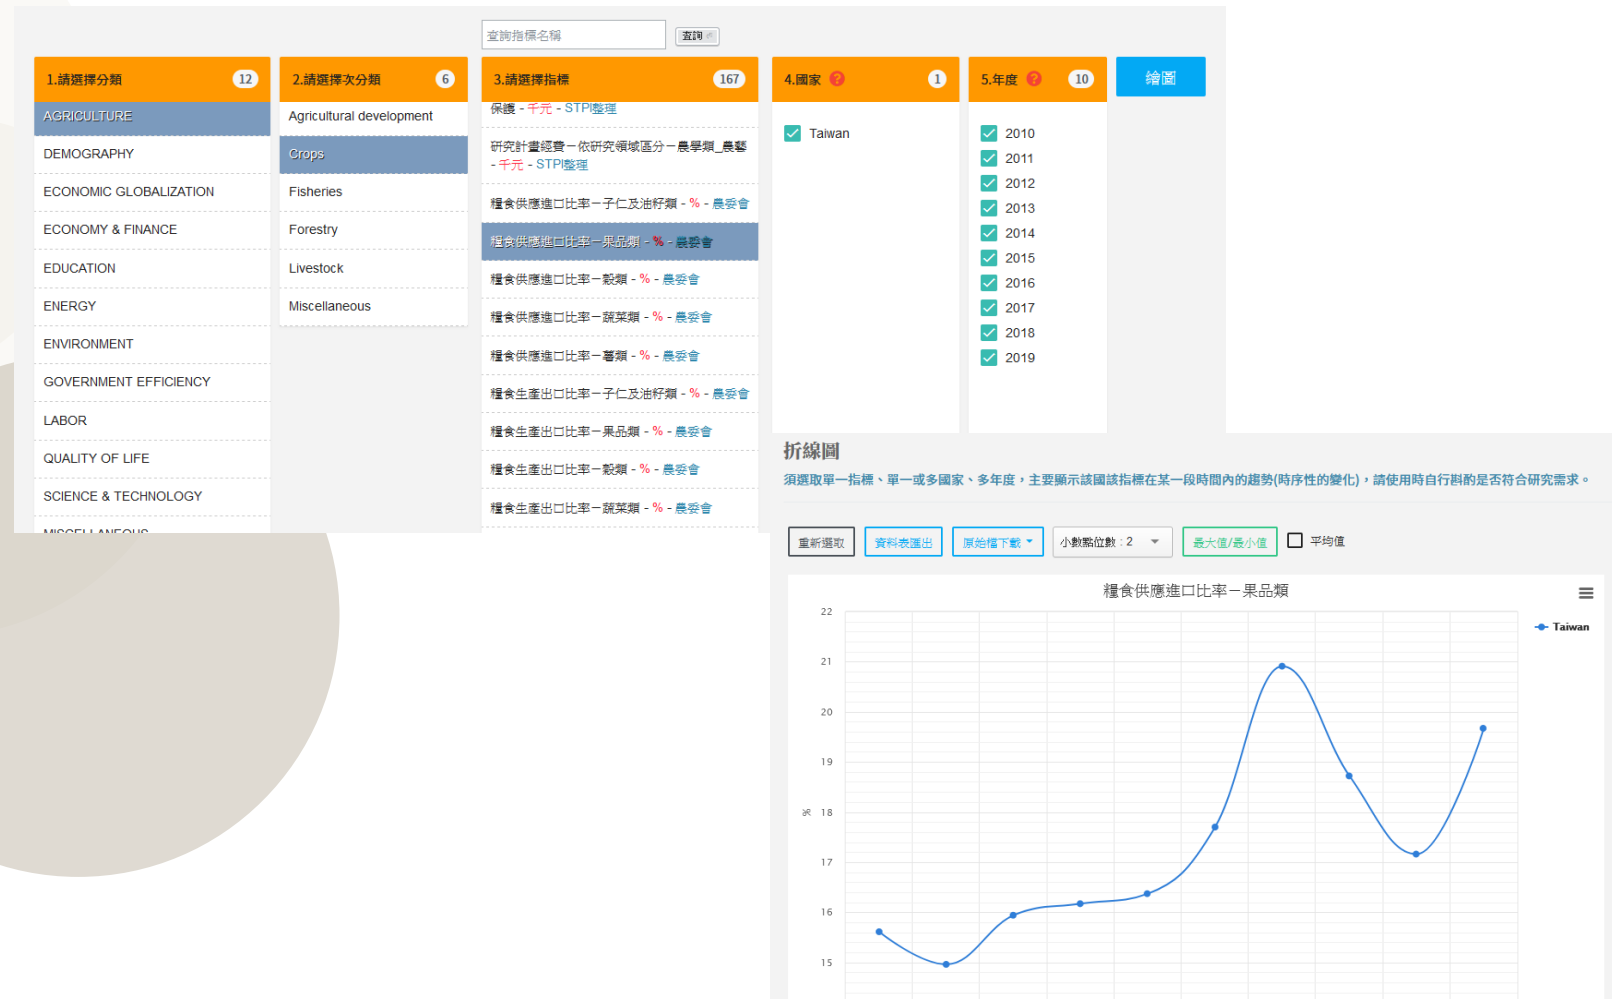 查詢指標名稱
查詢
1.請選擇分類 12
AGRICULTURE
DEMOGRAPHY
ECONOMIC GLOBALIZATION
ECONOMY & FINANCE
EDUCATION
ENERGY
ENVIRONMENT
GOVERNMENT EFFICIENCY
LABOR
QUALITY OF LIFE
SCIENCE & TECHNOLOGY
MISCELLANEOUS
2.請選擇次分類 6
Agricultural development
Crops
Fisheries
Forestry
Livestock
Miscellaneous
3.請選擇指標 167
保護 - 千元 - STPI整理
研究計畫經費－依研究領域區分－農學類_農藝
- 千元 - STPI整理
糧食供應進口比率－子仁及油籽類 - % - 農委會
糧食供應進口比率－果品類 - % - 農委會
糧食供應進口比率－穀類 - % - 農委會
糧食供應進口比率－蔬菜類 - % - 農委會
糧食供應進口比率－薯類 - % - 農委會
糧食生產出口比率－子仁及油籽類 - % - 農委會
糧食生產出口比率－果品類 - % - 農委會
糧食生產出口比率－穀類 - % - 農委會
糧食生產出口比率－蔬菜類 - % - 農委會
4.國家 ? 1
Taiwan
5.年度 ? 10
2010
2011
2012
2013
2014
2015
2016
2017
2018
2019
繪圖
折線圖
須選取單一指標、單一或多國家、多年度，主要顯示該國該指標在某一段時間內的趨勢(時序性的變化)，請使用時自行斟酌是否符合研究需求。
重新選取 資料表匯出 原始檔下載 小數點位數：2 最大值/最小值 平均值
糧食供應進口比率－果品類
Taiwan
%
22
21
20
19
18
17
16
15